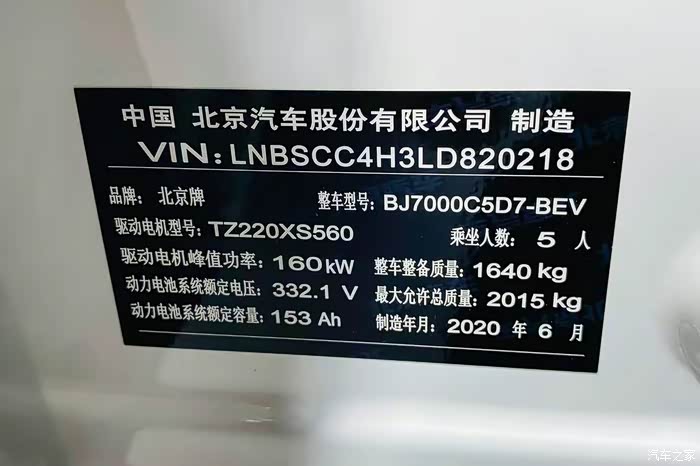 中国 北京汽车股份有限公司 制造
VIN: LNBSCC4H3LD820218
品牌: 北京牌 整车型号: BJ7000C5D7-BEV
驱动电机型号: TZ220XS560 乘坐人数: 5 人
驱动电机峰值功率: 160kW 整车整备质量: 1640 kg
动力电池系统额定电压: 332.1 V 最大允许总质量: 2015 kg
动力电池系统额定容量: 153 Ah 制造年月: 2020 年 6 月
汽车之家